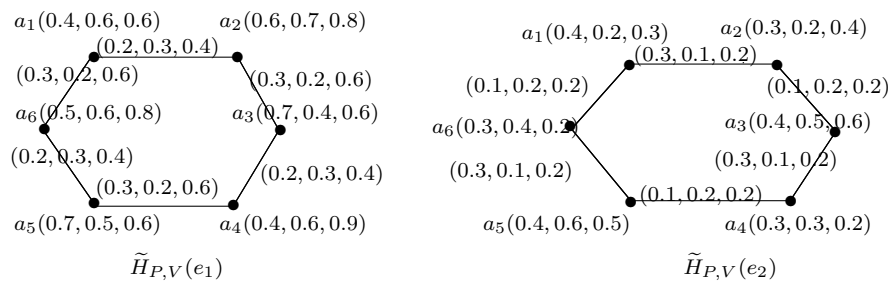 a₁(0.4, 0.6, 0.6)
a₂(0.6, 0.7, 0.8)
(0.2, 0.3, 0.4)
(0.3, 0.2, 0.6)
(0.3, 0.2, 0.6)
a₆(0.5, 0.6, 0.8)
a₃(0.7, 0.4, 0.6)
(0.2, 0.3, 0.4)
(0.2, 0.3, 0.4)
(0.3, 0.2, 0.6)
a₅(0.7, 0.5, 0.6)
a₄(0.4, 0.6, 0.9)
H̃_{P,V}(e₁)
a₁(0.4, 0.2, 0.3)
a₂(0.3, 0.2, 0.4)
(0.3, 0.1, 0.2)
(0.1, 0.2, 0.2)
(0.1, 0.2, 0.2)
a₆(0.3, 0.4, 0.2)
a₃(0.4, 0.5, 0.6)
(0.3, 0.1, 0.2)
(0.3, 0.1, 0.2)
(0.1, 0.2, 0.2)
a₅(0.4, 0.6, 0.5)
a₄(0.3, 0.3, 0.2)
H̃_{P,V}(e₂)